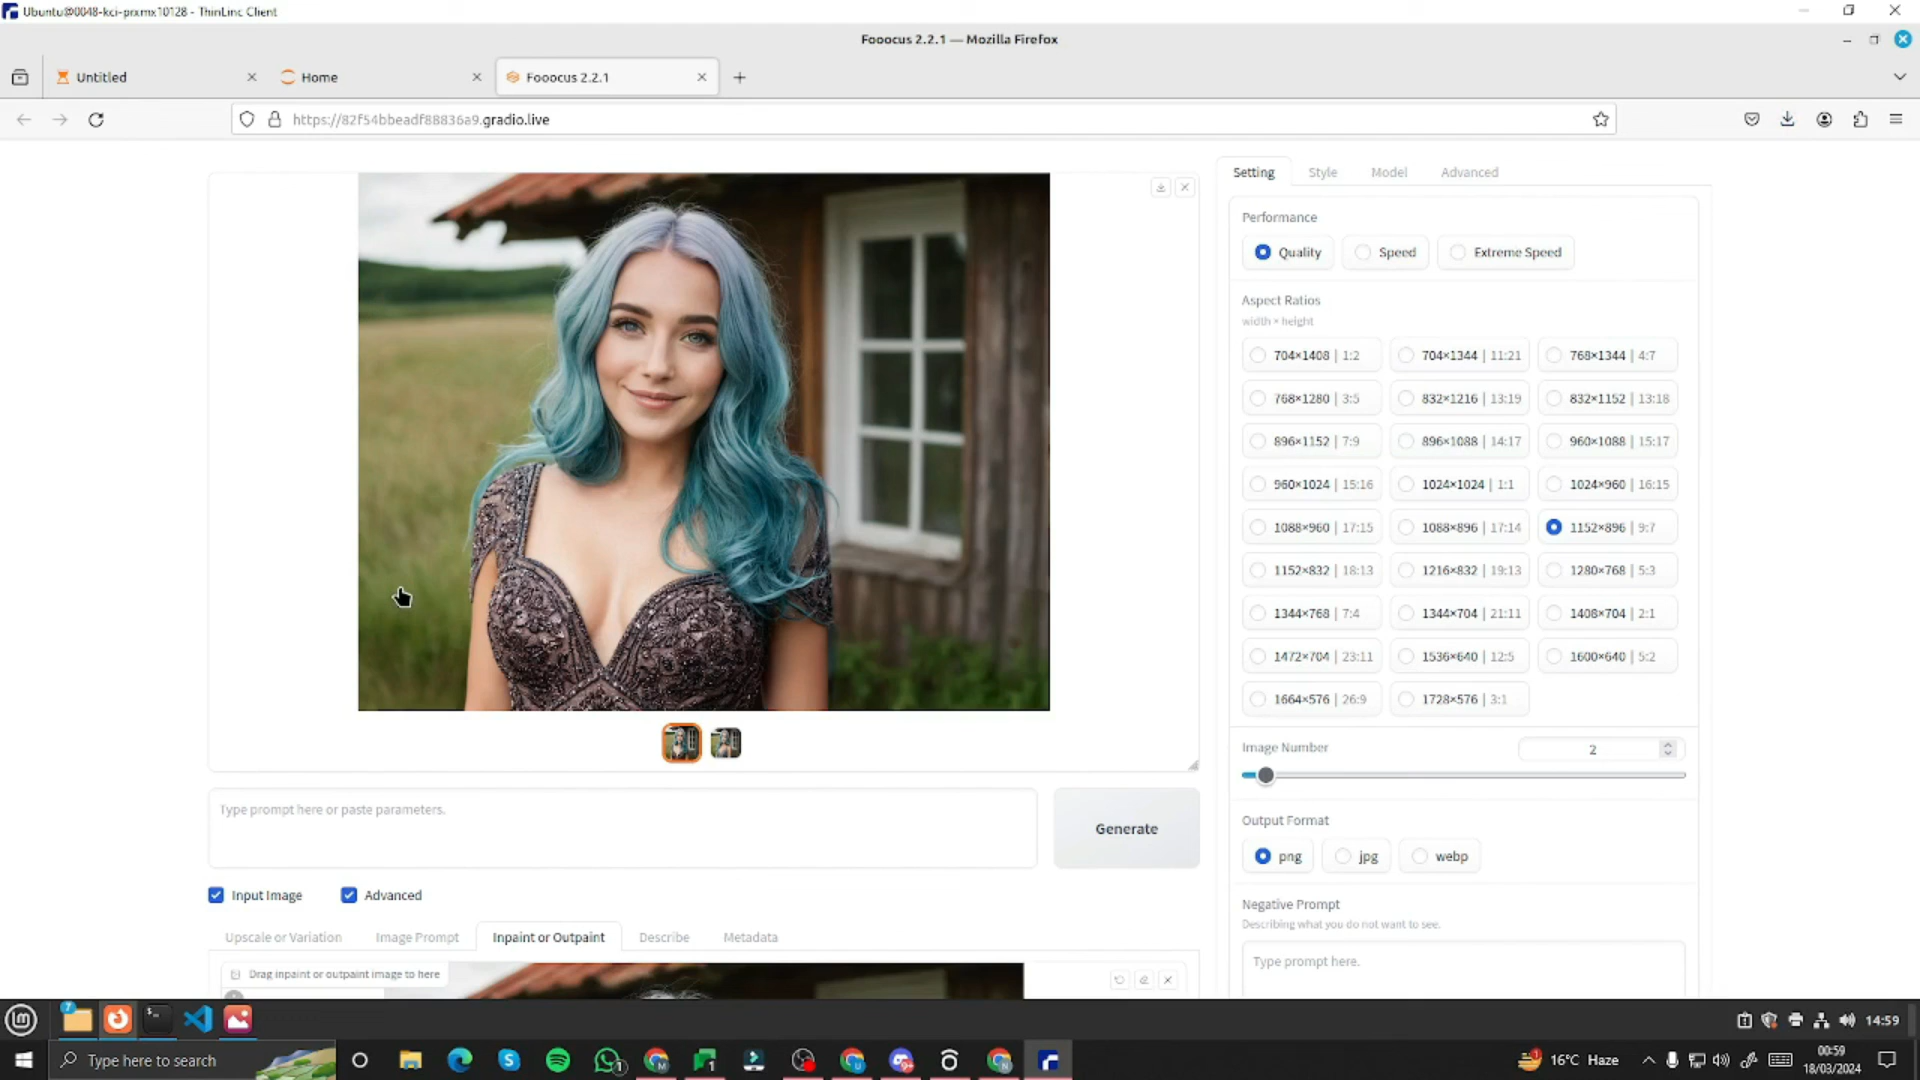 Ubuntu@0048-kci-prxmx10128 - ThinLinc Client
Fooocus 2.2.1 — Mozilla Firefox
Untitled
Home
Fooocus 2.2.1
https://82f54bbeadf88836a9.gradio.live
Setting Style Model Advanced
Performance
Quality Speed Extreme Speed
Aspect Ratios
width × height
704×1408 | 1:2 704×1344 | 11:21 768×1344 | 4:7
768×1280 | 3:5 832×1216 | 13:19 832×1152 | 13:18
896×1152 | 7:9 896×1088 | 14:17 960×1088 | 15:17
960×1024 | 15:16 1024×1024 | 1:1 1024×960 | 16:15
1088×960 | 17:15 1088×896 | 17:14 1152×896 | 9:7
1152×832 | 18:13 1216×832 | 19:13 1280×768 | 5:3
1344×768 | 7:4 1344×704 | 21:11 1408×704 | 2:1
1472×704 | 23:11 1536×640 | 12:5 1600×640 | 5:2
1664×576 | 26:9 1728×576 | 3:1
Image Number
2
Output Format
png jpg webp
Negative Prompt
Describing what you do not want to see.
Type prompt here.
Type prompt here or paste parameters.
Generate
Input Image Advanced
Upscale or Variation Image Prompt Inpaint or Outpaint Describe Metadata
Drag inpaint or outpaint image to here
14:59
Type here to search
16°C Haze
00:59
18/03/2024